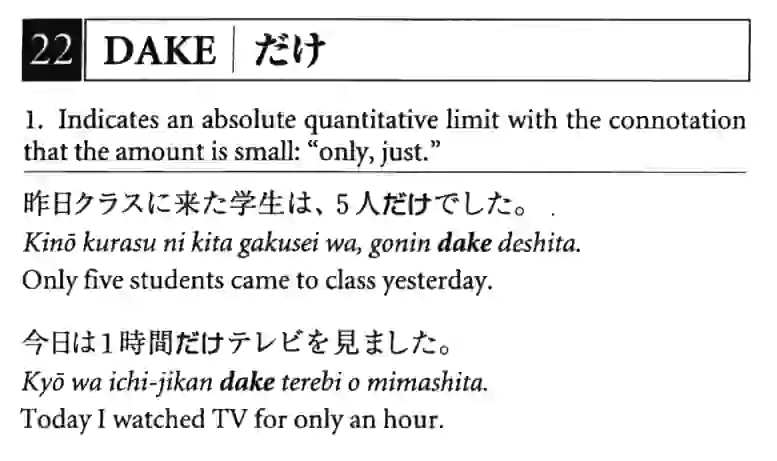 22 DAKE だけ
1. Indicates an absolute quantitative limit with the connotation
that the amount is small: “only, just.”
昨日クラスに来た学生は、5人だけでした。
Kinō kurasu ni kita gakusei wa, gonin dake deshita.
Only five students came to class yesterday.
今日は1時間だけテレビを見ました。
Kyō wa ichi-jikan dake terebi o mimashita.
Today I watched TV for only an hour.